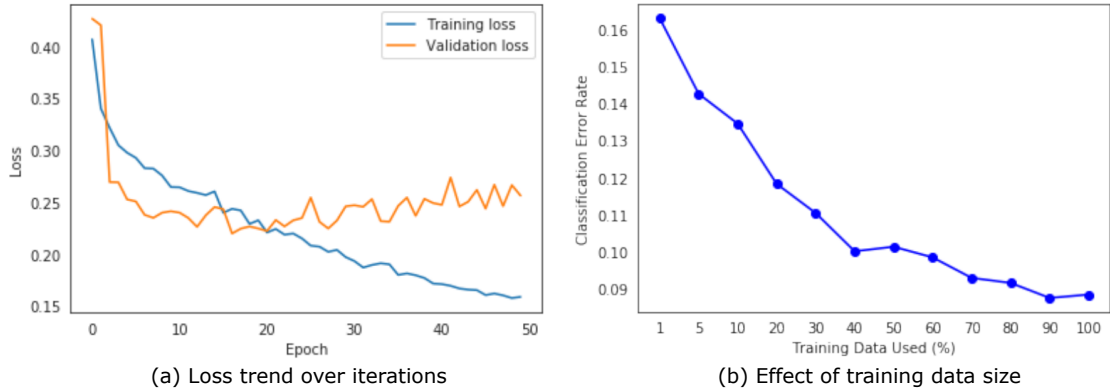 Training loss
Validation loss
Loss
0.40
0.35
0.30
0.25
0.20
0.15
0 10 20 30 40 50
Epoch
(a) Loss trend over iterations
Classification Error Rate
0.16
0.15
0.14
0.13
0.12
0.11
0.10
0.09
1 5 10 20 30 40 50 60 70 80 90 100
Training Data Used (%)
(b) Effect of training data size